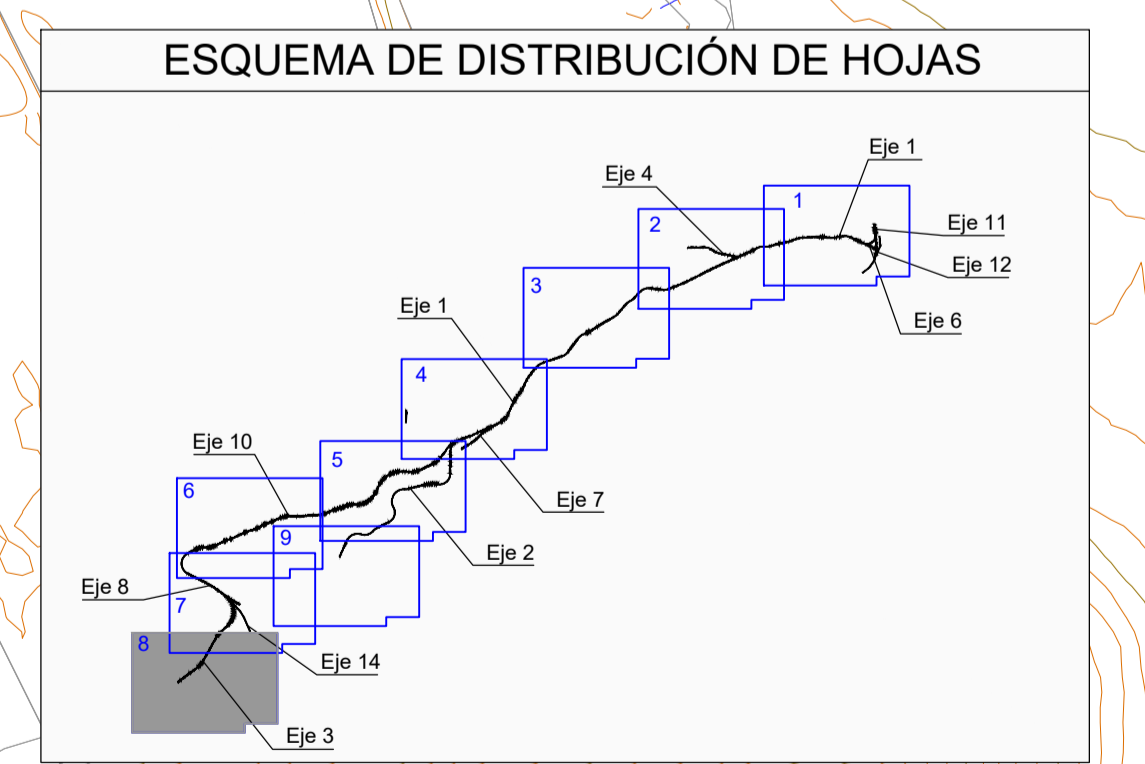 ESQUEMA DE DISTRIBUCIÓN DE HOJAS
Eje 1
Eje 4
1
2
Eje 11
Eje 12
3
Eje 1
Eje 6
4
Eje 10
5
6
Eje 7
9
Eje 2
Eje 8
7
8
Eje 14
Eje 3